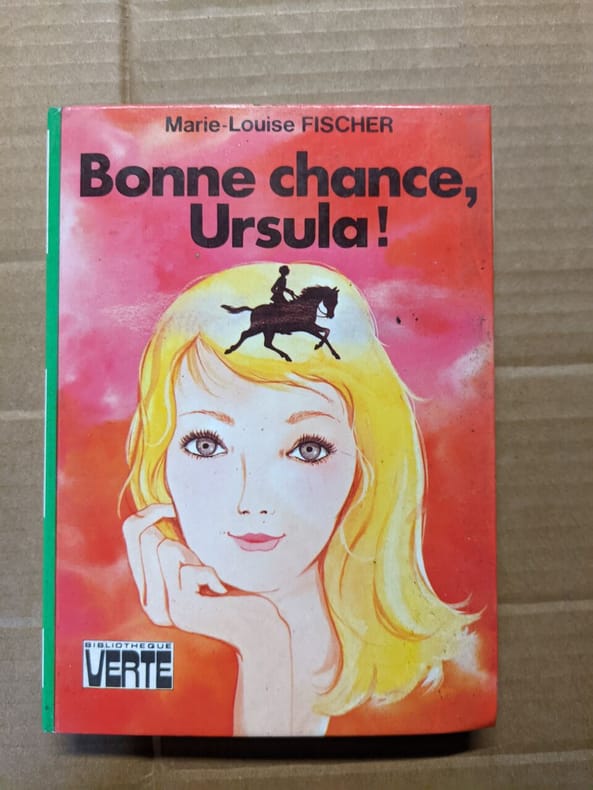 Marie-Louise FISCHER
Bonne chance,
Ursula!
BIBLIOTHEQUE
VERTE